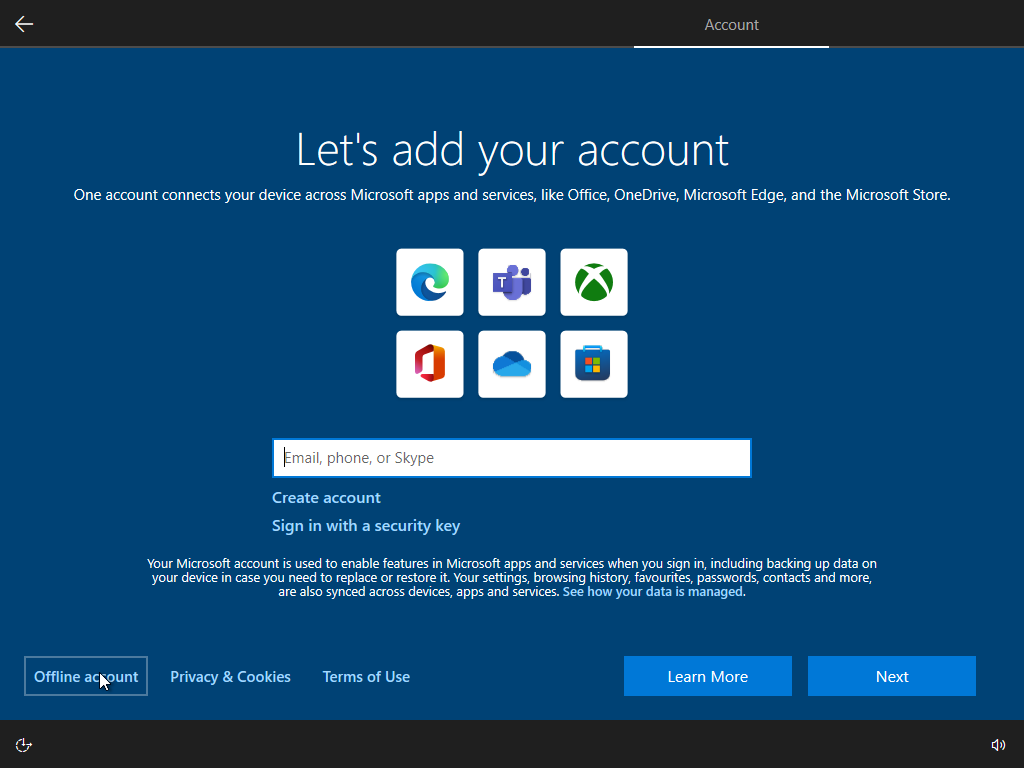 Account
Let's add your account
One account connects your device across Microsoft apps and services, like Office, OneDrive, Microsoft Edge, and the Microsoft Store.
T
Email, phone, or Skype
Create account
Sign in with a security key
Your Microsoft account is used to enable features in Microsoft apps and services when you sign in, including backing up data on
your device in case you need to replace or restore it. Your settings, browsing history, favourites, passwords, contacts and more,
are also synced across devices, apps and services. See how your data is managed.
Offline account
Privacy & Cookies
Terms of Use
Learn More
Next